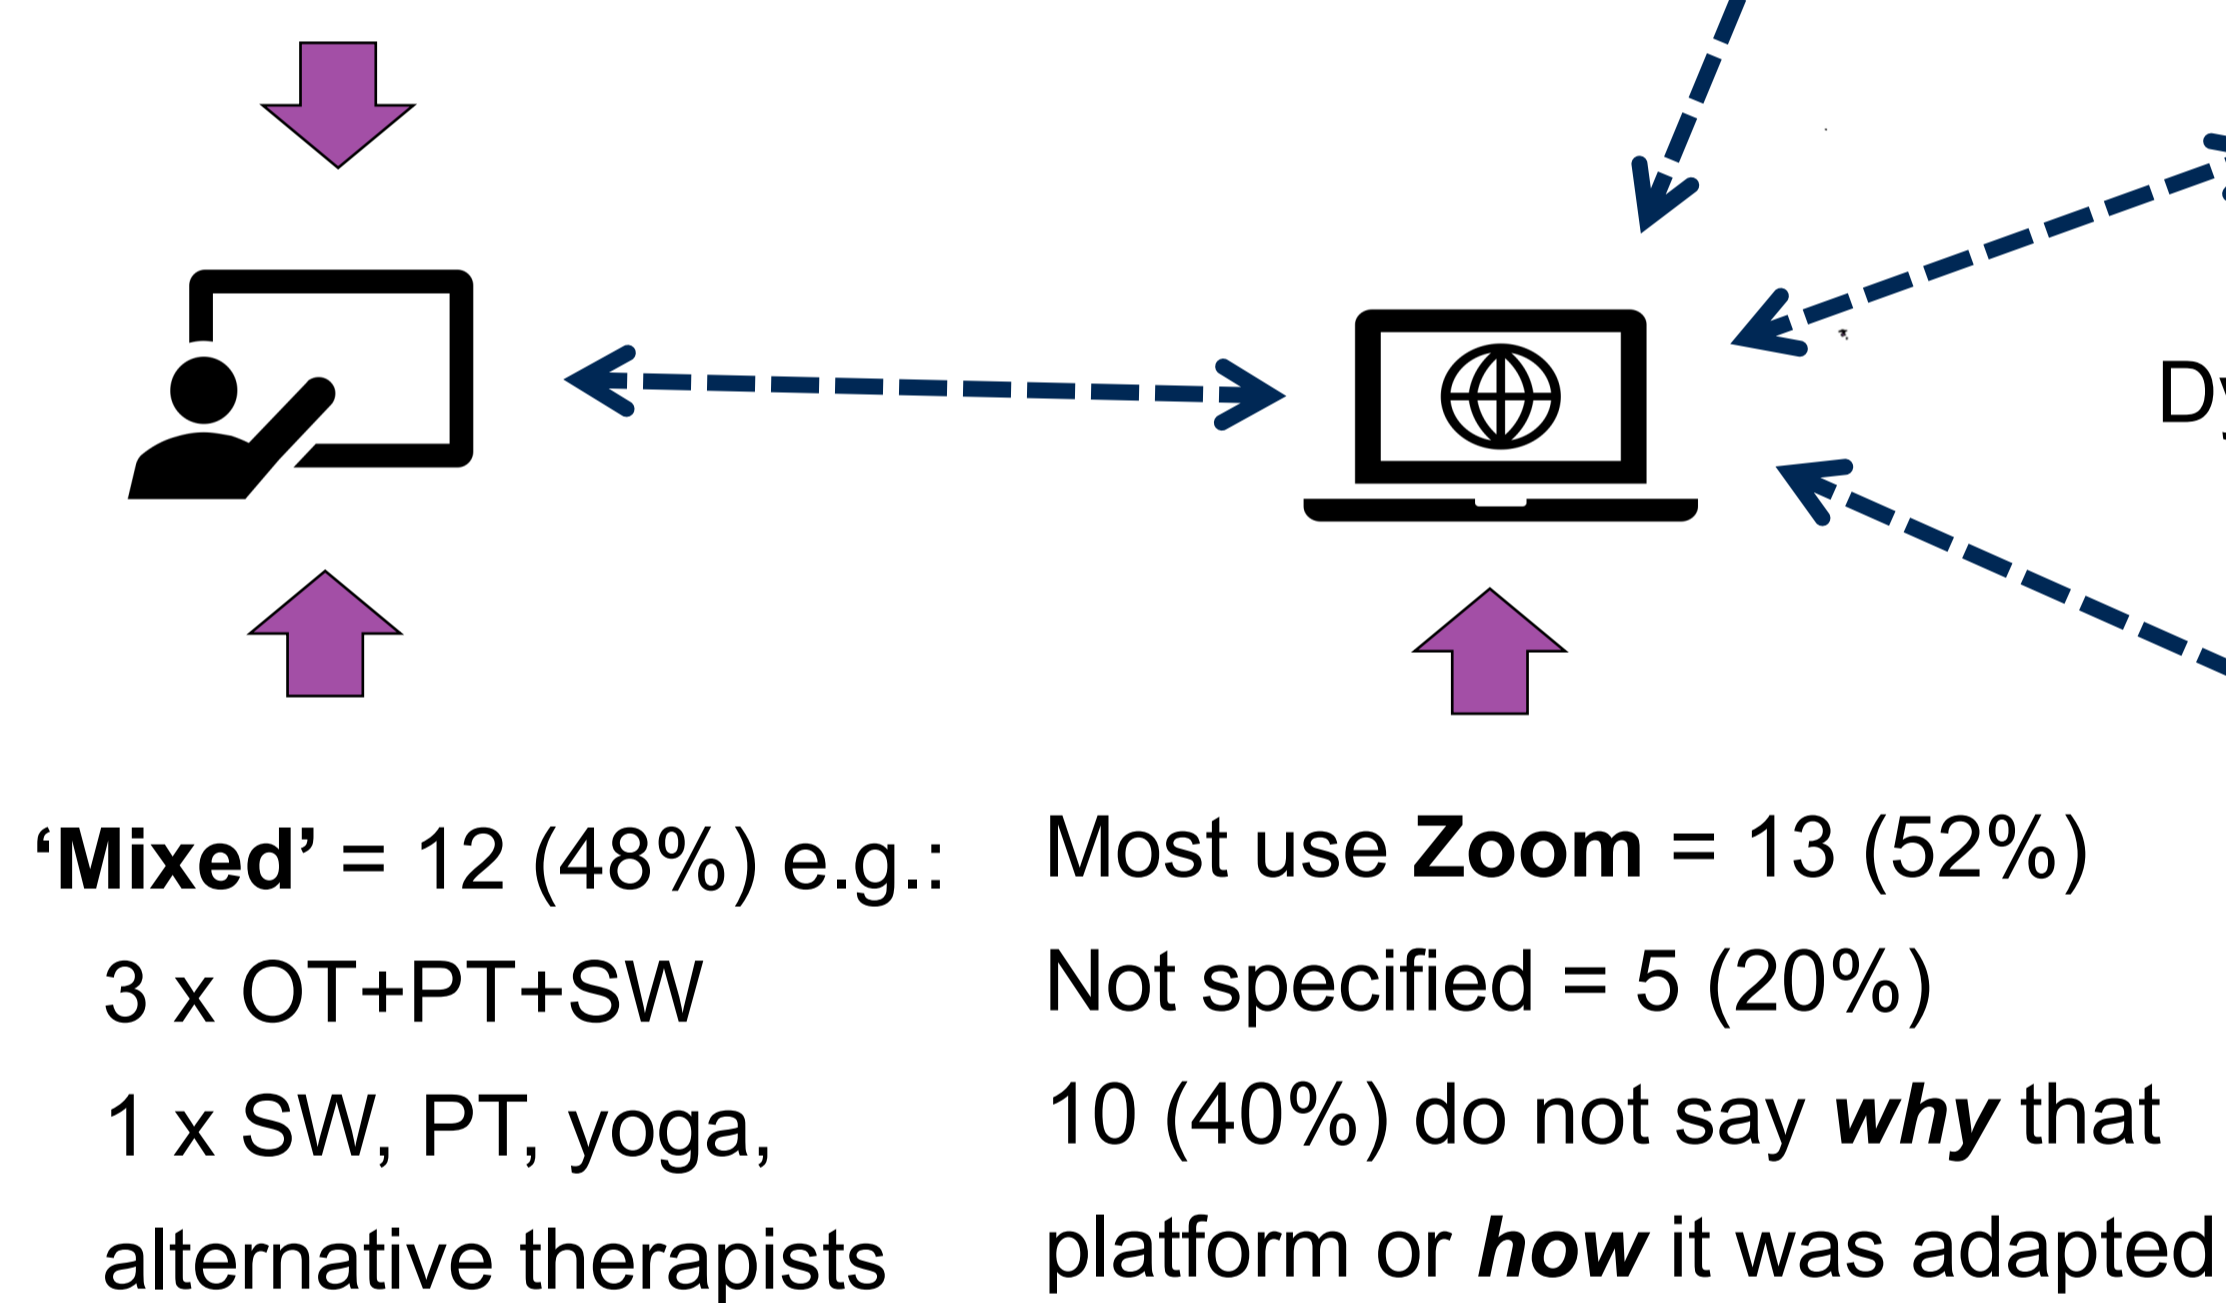 ‘Mixed’ = 12 (48%) e.g.:
3 x OT+PT+SW
1 x SW, PT, yoga,
alternative therapists
Most use Zoom = 13 (52%)
Not specified = 5 (20%)
10 (40%) do not say why that
platform or how it was adapted